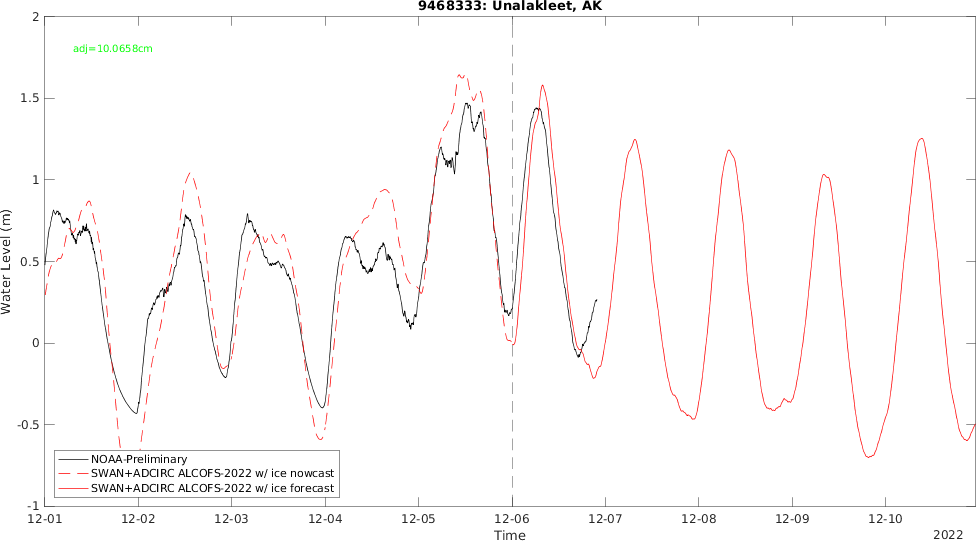 9468333: Unalakleet, AK
adj=10.0658cm
Water Level (m)
2
1.5
1
0.5
0
-0.5
-1
NOAA-Preliminary
SWAN+ADCIRC ALCOFS-2022 w/ ice nowcast
SWAN+ADCIRC ALCOFS-2022 w/ ice forecast
12-01 12-02 12-03 12-04 12-05 12-06 12-07 12-08 12-09 12-10
Time
2022